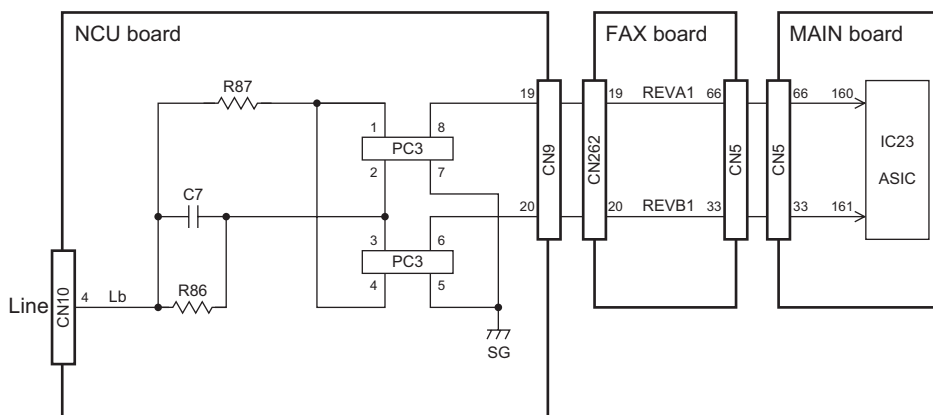 NCU board
FAX board
MAIN board
R87
19
19
REVA1
66
66
160
1
8
PC3
2
7
CN9
CN262
CN5
CN5
IC23
ASIC
C7
20
20
REVB1
33
33
161
3
6
PC3
4
5
Line
CN10
4
Lb
R86
SG